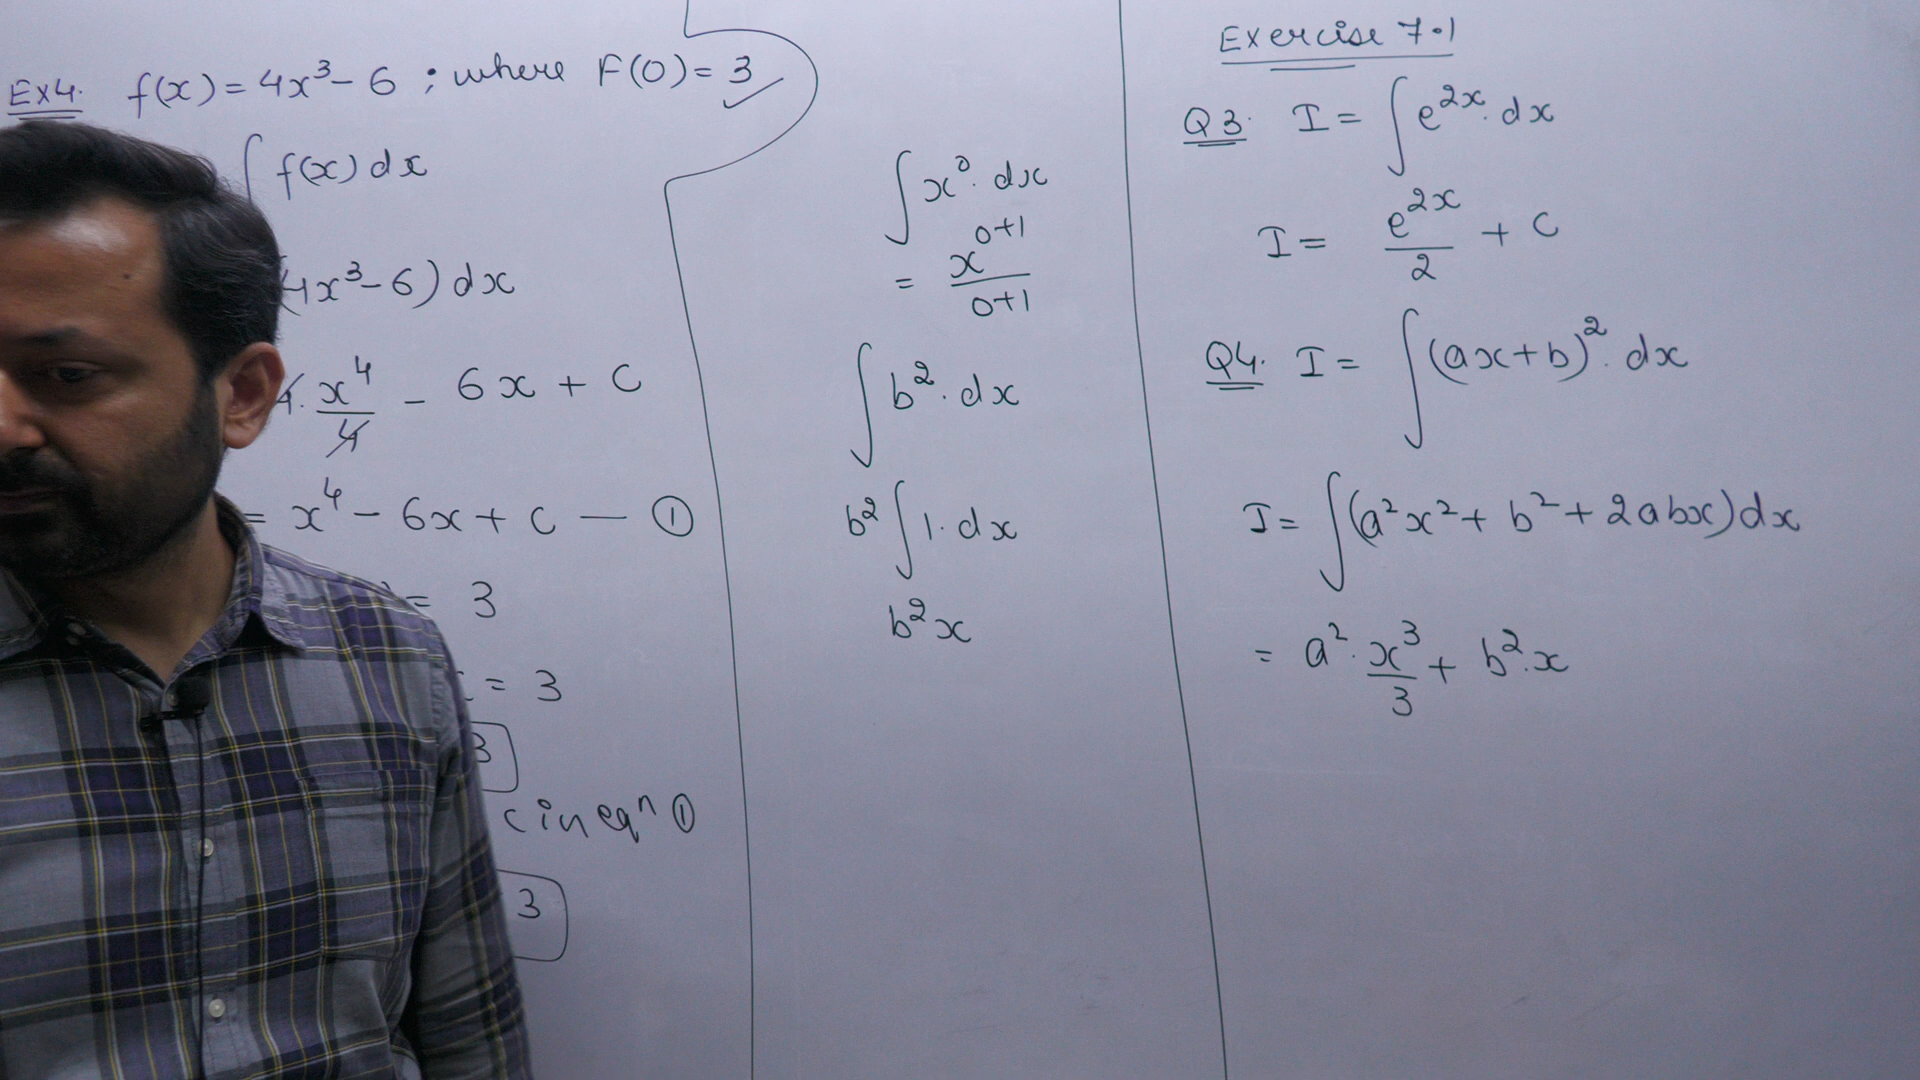 Ex4. f(x) = 4x³ - 6 ; where F(0) = 3 ✓
∫ f(x) dx
(4x³ - 6) dx
4. x⁴/4 - 6x + C
= x⁴ - 6x + C — ①
= 3
= 3
3
C in eqⁿ ①
3
∫ x⁰. dx
= x⁰⁺¹/0+1
∫ b². dx
b² ∫ 1. dx
b²x
Exercise 7.1
Q3. I = ∫ e²ˣ. dx
I = e²ˣ/2 + C
Q4. I = ∫ (ax+b)². dx
I = ∫ (a²x² + b² + 2abx) dx
= a². x³/3 + b².x